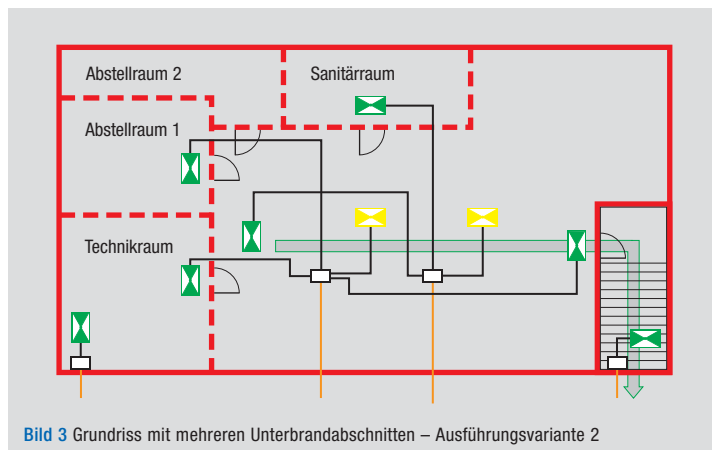 Abstellraum 2
Sanitärraum
Abstellraum 1
Technikraum
Bild 3 Grundriss mit mehreren Unterbrandabschnitten – Ausführungsvariante 2